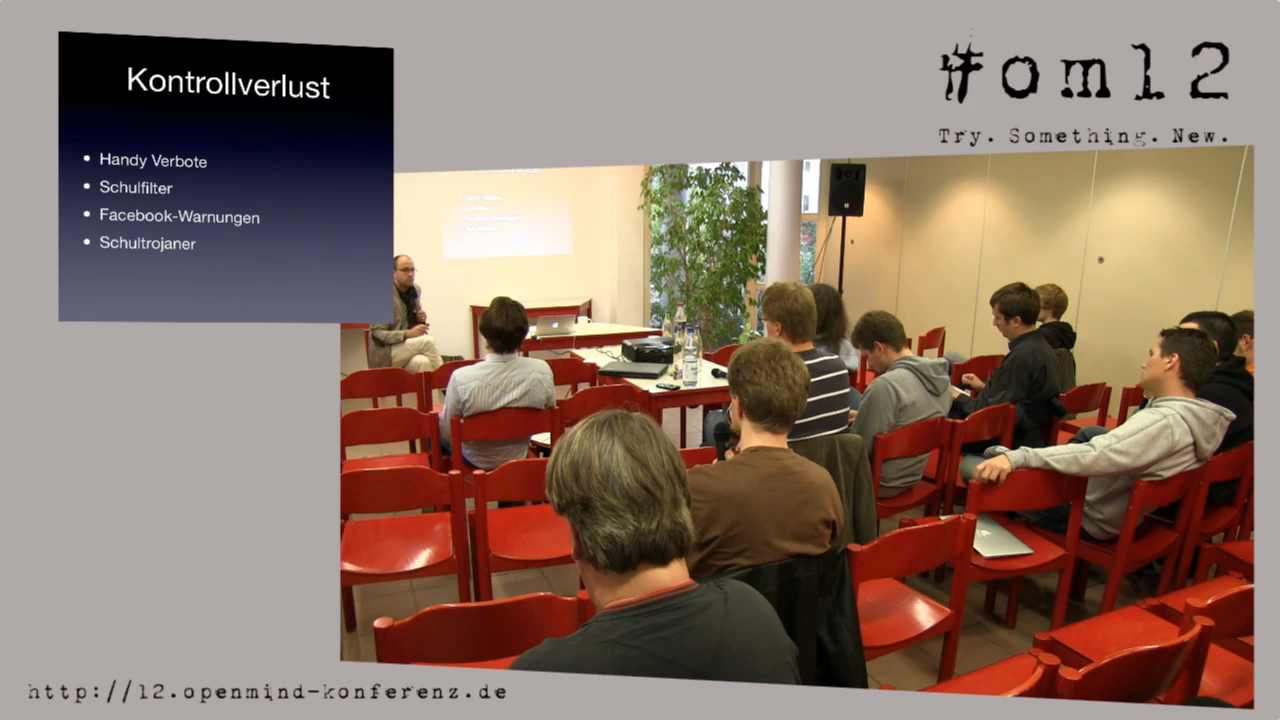 Kontrollverlust
• Handy Verbote
• Schulfilter
• Facebook-Warnungen
• Schultrojaner
#om12
Try. Something. New.
http://12.openmind-konferenz.de